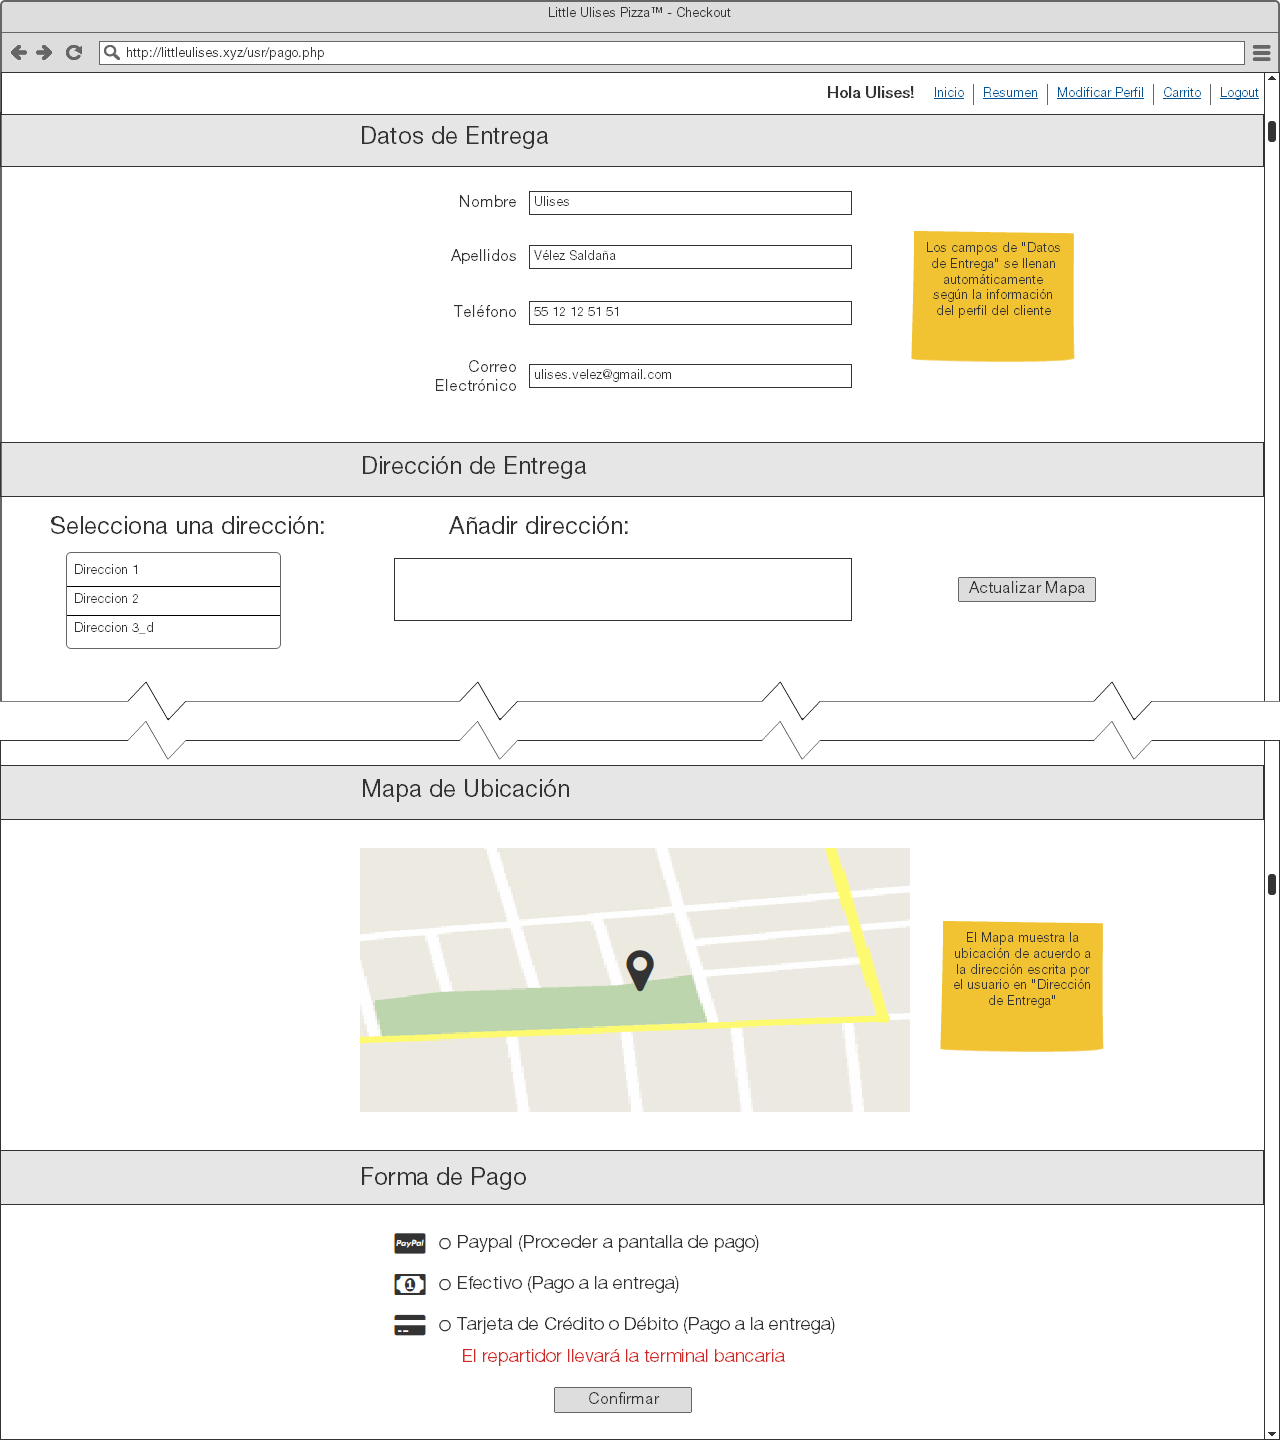 Little Ulises Pizza™ - Checkout
http://littleulises.xyz/usr/pago.php
Hola Ulises! Inicio Resumen Modificar Perfil Carrito Logout
Datos de Entrega
Nombre Ulises
Apellidos Vélez Saldaña
Teléfono 55 12 12 51 51
Correo
Electrónico
ulises.velez@gmail.com
Los campos de "Datos
de Entrega" se llenan
automáticamente
según la información
del perfil del cliente
Dirección de Entrega
Selecciona una dirección:
Direccion 1
Direccion 2
Direccion 3_d
Añadir dirección:
Actualizar Mapa
Mapa de Ubicación
El Mapa muestra la
ubicación de acuerdo a
la dirección escrita por
el usuario en "Dirección
de Entrega"
Forma de Pago
PayPal Paypal (Proceder a pantalla de pago)
1 Efectivo (Pago a la entrega)
Tarjeta de Crédito o Débito (Pago a la entrega)
El repartidor llevará la terminal bancaria
Confirmar